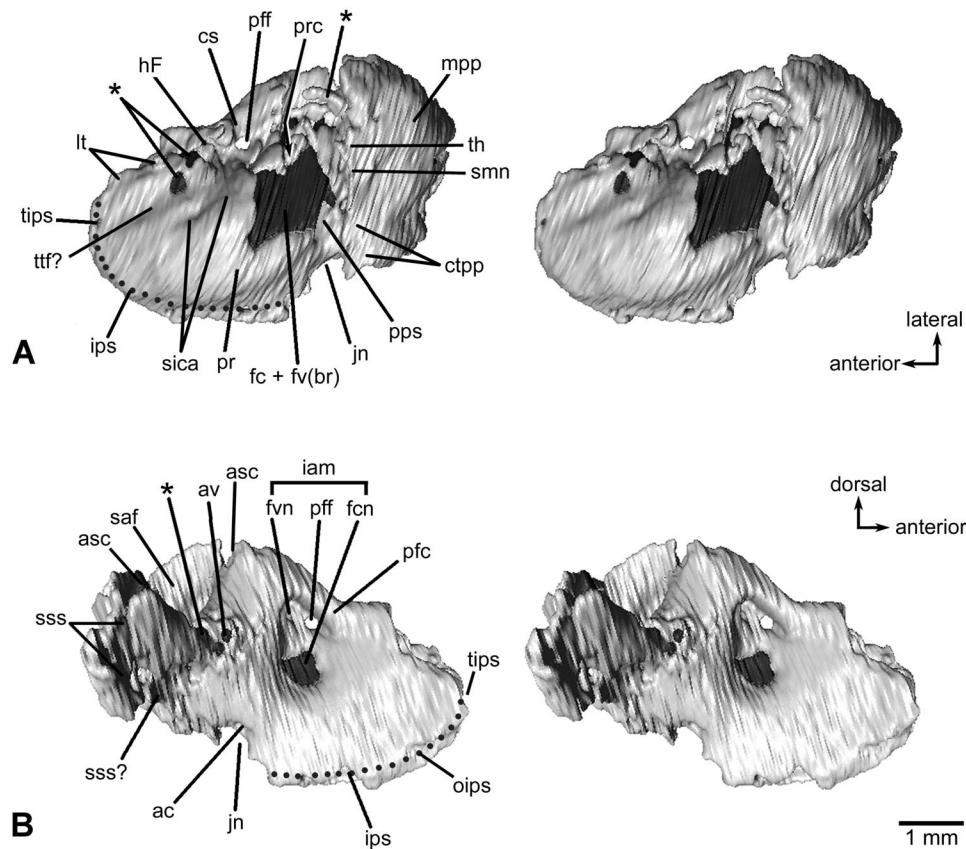 pff
prc
*
cs
hF
mpp
*
lt
th
smn
tips
ttf?
ctpp
ips
sica
pr
fc + fv(br)
jn
pps
lateral
anterior
A
iam
asc
*
av
fvn
pff
fcn
saf
asc
pfc
sss
tips
sss?
ac
jn
ips
oips
dorsal
anterior
B
1 mm